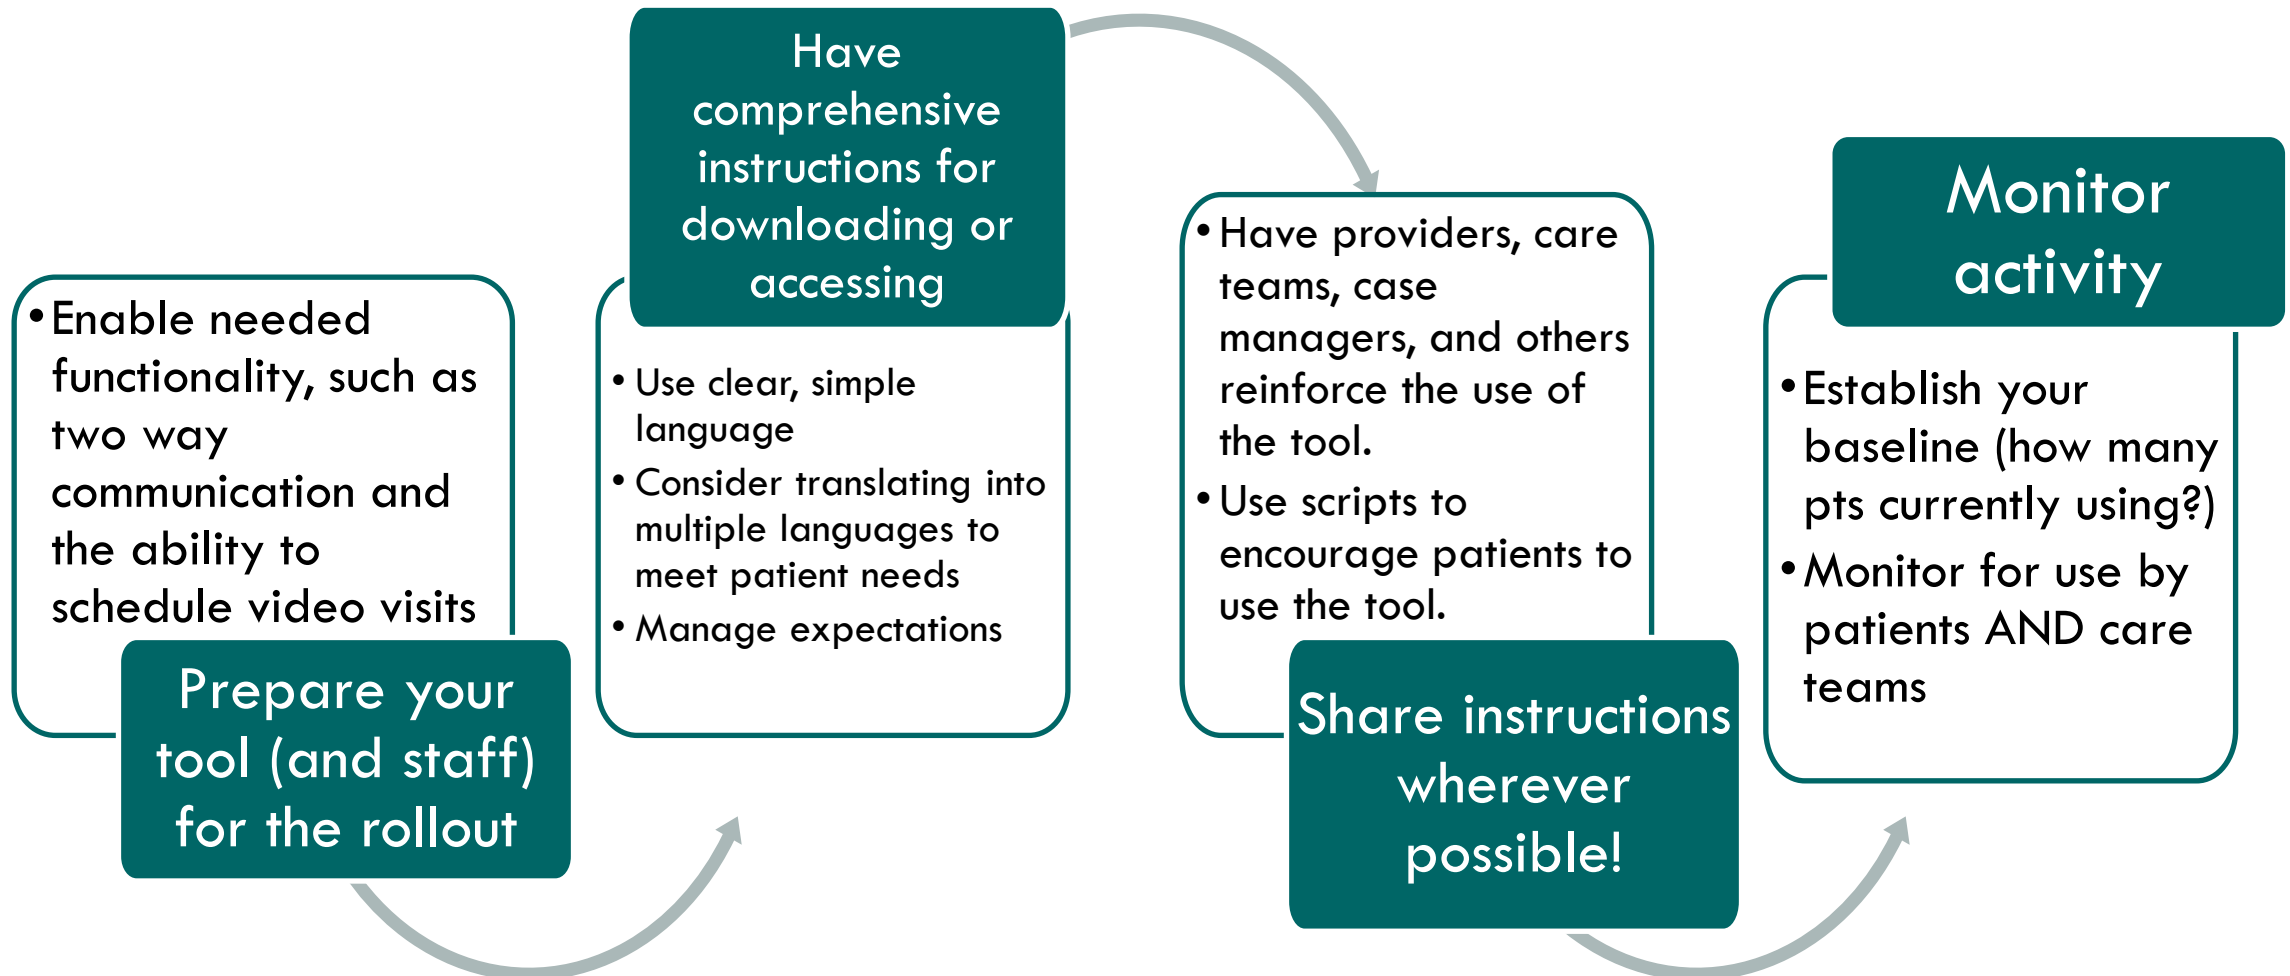 • Enable needed
functionality, such as
two way
communication and
the ability to
schedule video visits
Prepare your
tool (and staff)
for the rollout
Have
comprehensive
instructions for
downloading or
accessing
• Use clear, simple
language
• Consider translating into
multiple languages to
meet patient needs
• Manage expectations
• Have providers, care
teams, case
managers, and others
reinforce the use of
the tool.
• Use scripts to
encourage patients to
use the tool.
Share instructions
wherever
possible!
Monitor
activity
• Establish your
baseline (how many
pts currently using?)
• Monitor for use by
patients AND care
teams